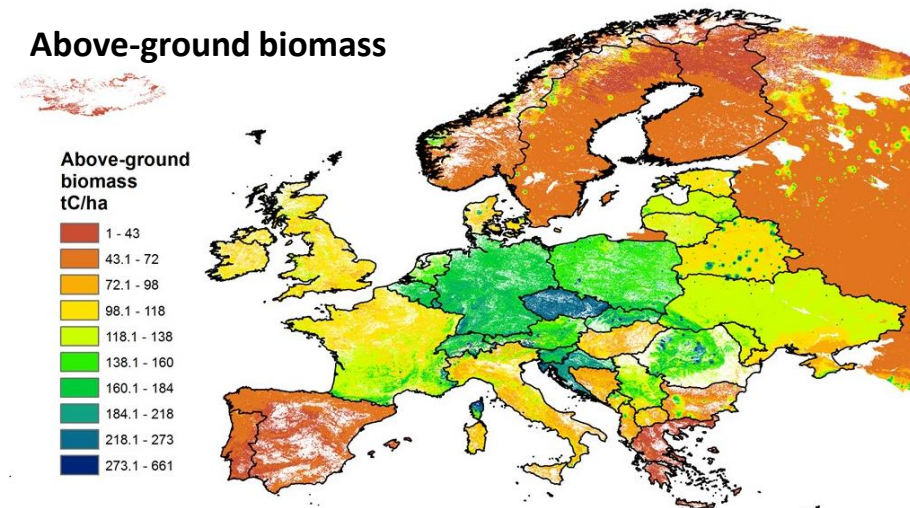 Above-ground biomass
Above-ground
biomass
tC/ha
1 - 43
43.1 - 72
72.1 - 98
98.1 - 118
118.1 - 138
138.1 - 160
160.1 - 184
184.1 - 218
218.1 - 273
273.1 - 661